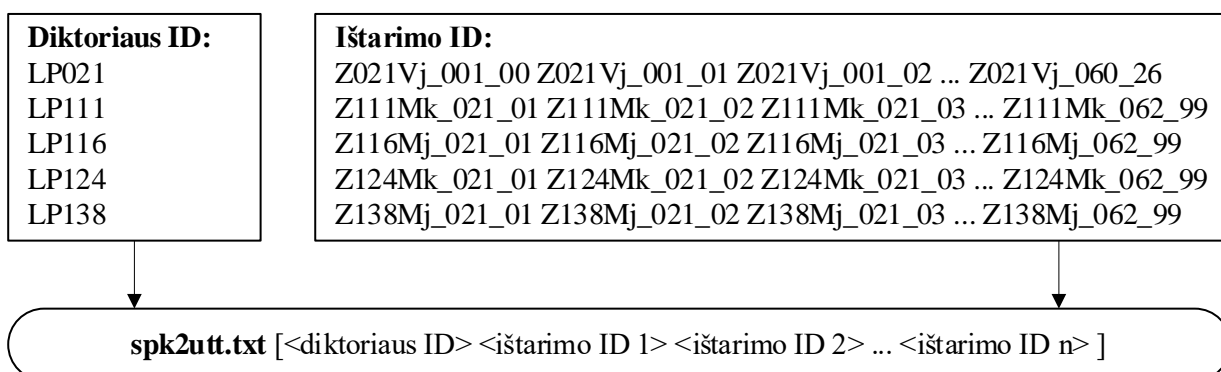 Diktoriaus ID:
LP021
LP111
LP116
LP124
LP138
Ištarimo ID:
Z021Vj_001_00 Z021Vj_001_01 Z021Vj_001_02 ... Z021Vj_060_26
Z111Mk_021_01 Z111Mk_021_02 Z111Mk_021_03 ... Z111Mk_062_99
Z116Mj_021_01 Z116Mj_021_02 Z116Mj_021_03 ... Z116Mj_062_99
Z124Mk_021_01 Z124Mk_021_02 Z124Mk_021_03 ... Z124Mk_062_99
Z138Mj_021_01 Z138Mj_021_02 Z138Mj_021_03 ... Z138Mj_062_99
spk2utt.txt [<diktoriaus ID> <ištarimo ID 1> <ištarimo ID 2> ... <ištarimo ID n> ]